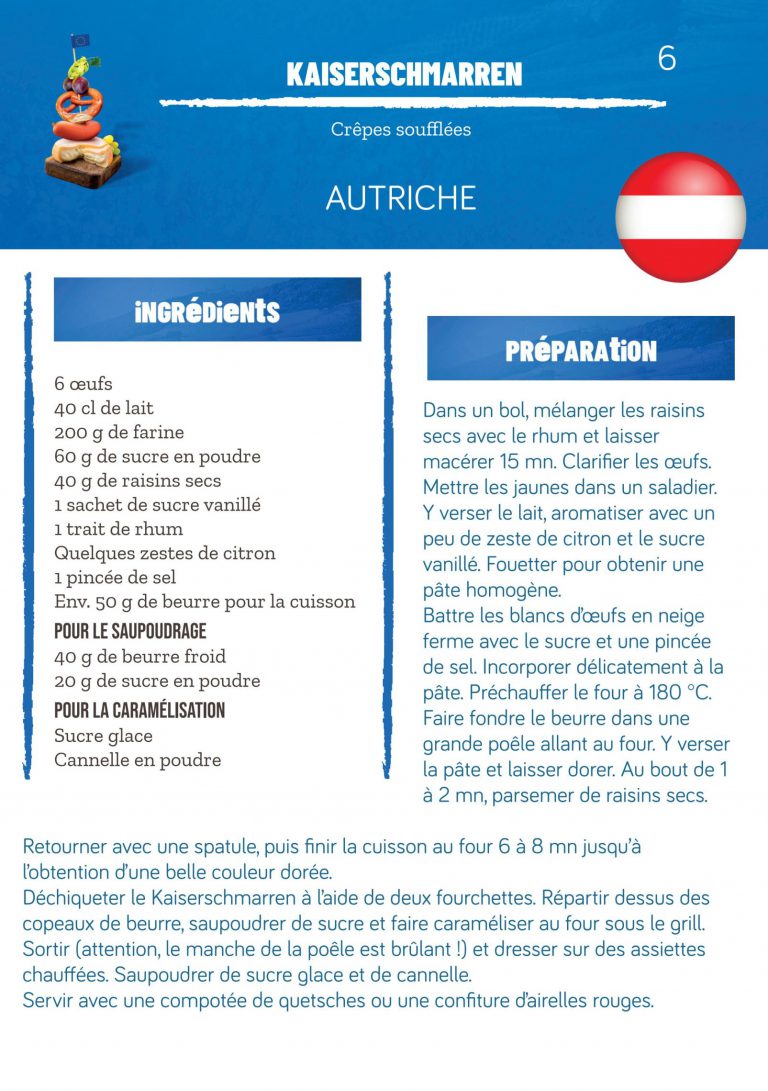 KAISERSCHMARREN
6
Crêpes soufflées
AUTRICHE
iNGRéDieNtS
6 œufs
40 cl de lait
200 g de farine
60 g de sucre en poudre
40 g de raisins secs
1 sachet de sucre vanillé
1 trait de rhum
Quelques zestes de citron
1 pincée de sel
Env. 50 g de beurre pour la cuisson
POUR LE SAUPOUDRAGE
40 g de beurre froid
20 g de sucre en poudre
POUR LA CARAMÉLISATION
Sucre glace
Cannelle en poudre
PRéPARAtiON
Dans un bol, mélanger les raisins
secs avec le rhum et laisser
macérer 15 mn. Clarifier les œufs.
Mettre les jaunes dans un saladier.
Y verser le lait, aromatiser avec un
peu de zeste de citron et le sucre
vanillé. Fouetter pour obtenir une
pâte homogène.
Battre les blancs d’œufs en neige
ferme avec le sucre et une pincée
de sel. Incorporer délicatement à la
pâte. Préchauffer le four à 180 °C.
Faire fondre le beurre dans une
grande poêle allant au four. Y verser
la pâte et laisser dorer. Au bout de 1
à 2 mn, parsemer de raisins secs.
Retourner avec une spatule, puis finir la cuisson au four 6 à 8 mn jusqu’à
l’obtention d’une belle couleur dorée.
Déchiqueter le Kaiserschmarren à l’aide de deux fourchettes. Répartir dessus des
copeaux de beurre, saupoudrer de sucre et faire caraméliser au four sous le grill.
Sortir (attention, le manche de la poêle est brûlant !) et dresser sur des assiettes
chauffées. Saupoudrer de sucre glace et de cannelle.
Servir avec une compotée de quetsches ou une confiture d’airelles rouges.